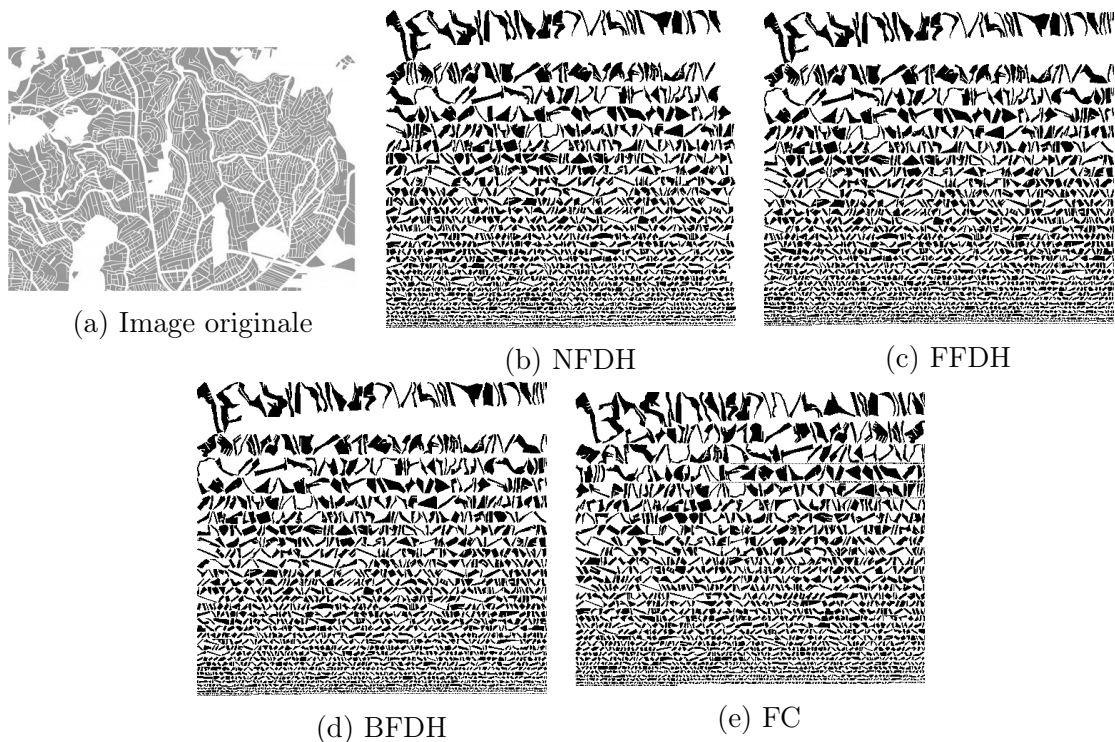 (a) Image originale
(b) NFDH
(c) FFDH
(d) BFDH
(e) FC